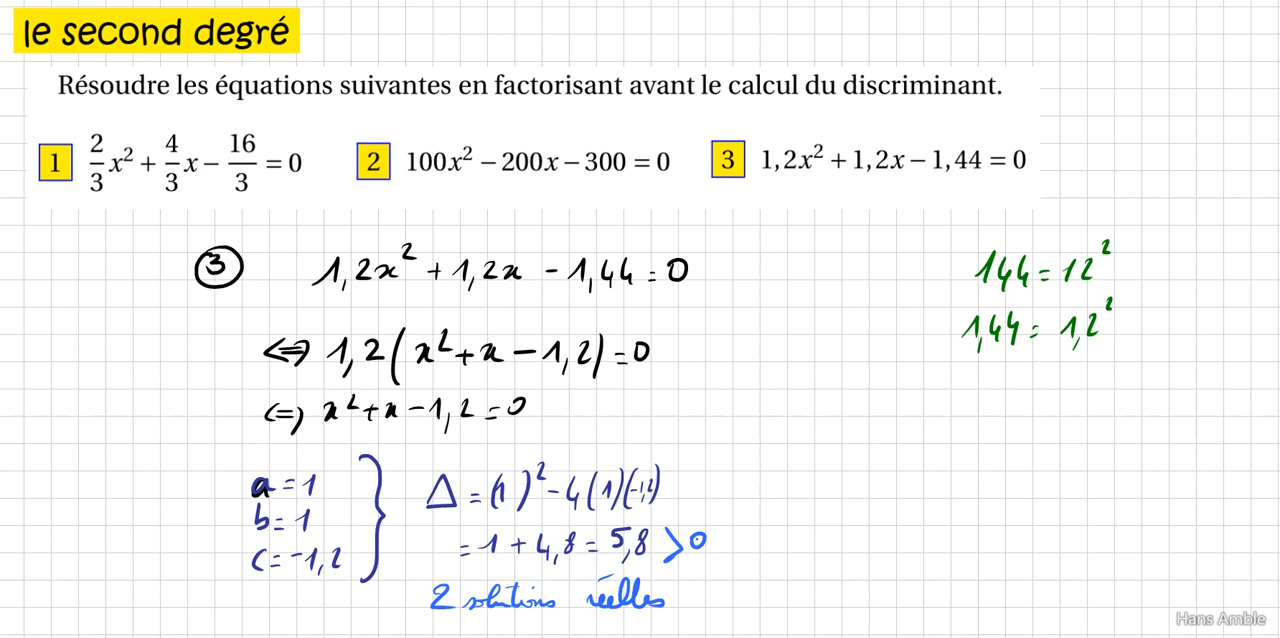 le second degré
Résoudre les équations suivantes en factorisant avant le calcul du discriminant.
1 2/3 x² + 4/3 x − 16/3 = 0 2 100x² − 200x − 300 = 0 3 1,2x² + 1,2x − 1,44 = 0
③ 1,2x² + 1,2x − 1,44 = 0
144 = 12²
1,44 = 1,2²
⟺ 1,2(x² + x − 1,2) = 0
⟺ x² + x − 1,2 = 0
a = 1
b = 1
c = −1,2
Δ = (1)² − 4(1)(−1,2)
= 1 + 4,8 = 5,8 > 0
2 solutions réelles
Hans Amble